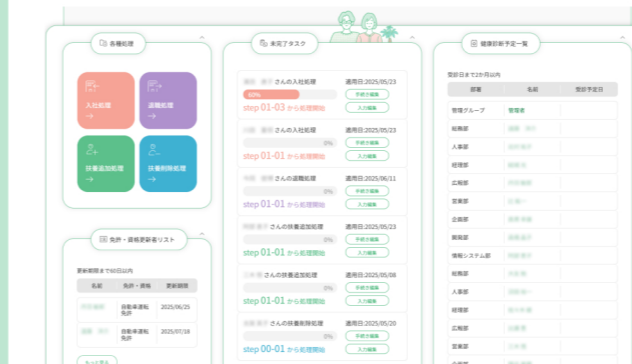 各種処理
入社処理
→
退職処理
→
扶養追加処理
→
扶養削除処理
→
免許・資格更新者リスト
更新期限まで60日以内
名前 免許・資格 更新期限
自動車運転免許 2025/06/25
自動車運転免許 2025/07/18
もっと見る
未完了タスク
さんの入社処理 適用日:2025/05/23
60% 手続き編集
step 01-03 から処理開始 入力編集
さんの入社処理 適用日:2025/05/23
0% 手続き編集
step 01-01 から処理開始 入力編集
さんの退職処理 適用日:2025/06/11
0% 手続き編集
step 01-01 から処理開始 入力編集
さんの扶養追加処理 適用日:2025/05/23
0% 手続き編集
step 01-01 から処理開始 入力編集
さんの扶養追加処理 適用日:2025/05/08
0% 手続き編集
step 01-01 から処理開始 入力編集
さんの扶養削除処理 適用日:2025/05/20
0% 手続き編集
step 00-01 から処理開始 入力編集
健康診断予定一覧
受診日まで2か月以内
部署 名前 受診予定日
管理グループ 管理者
総務部
人事部
経理部
広報部
営業部
企画部
開発部
情報システム部
総務部
人事部
経理部
広報部
営業部
企画部